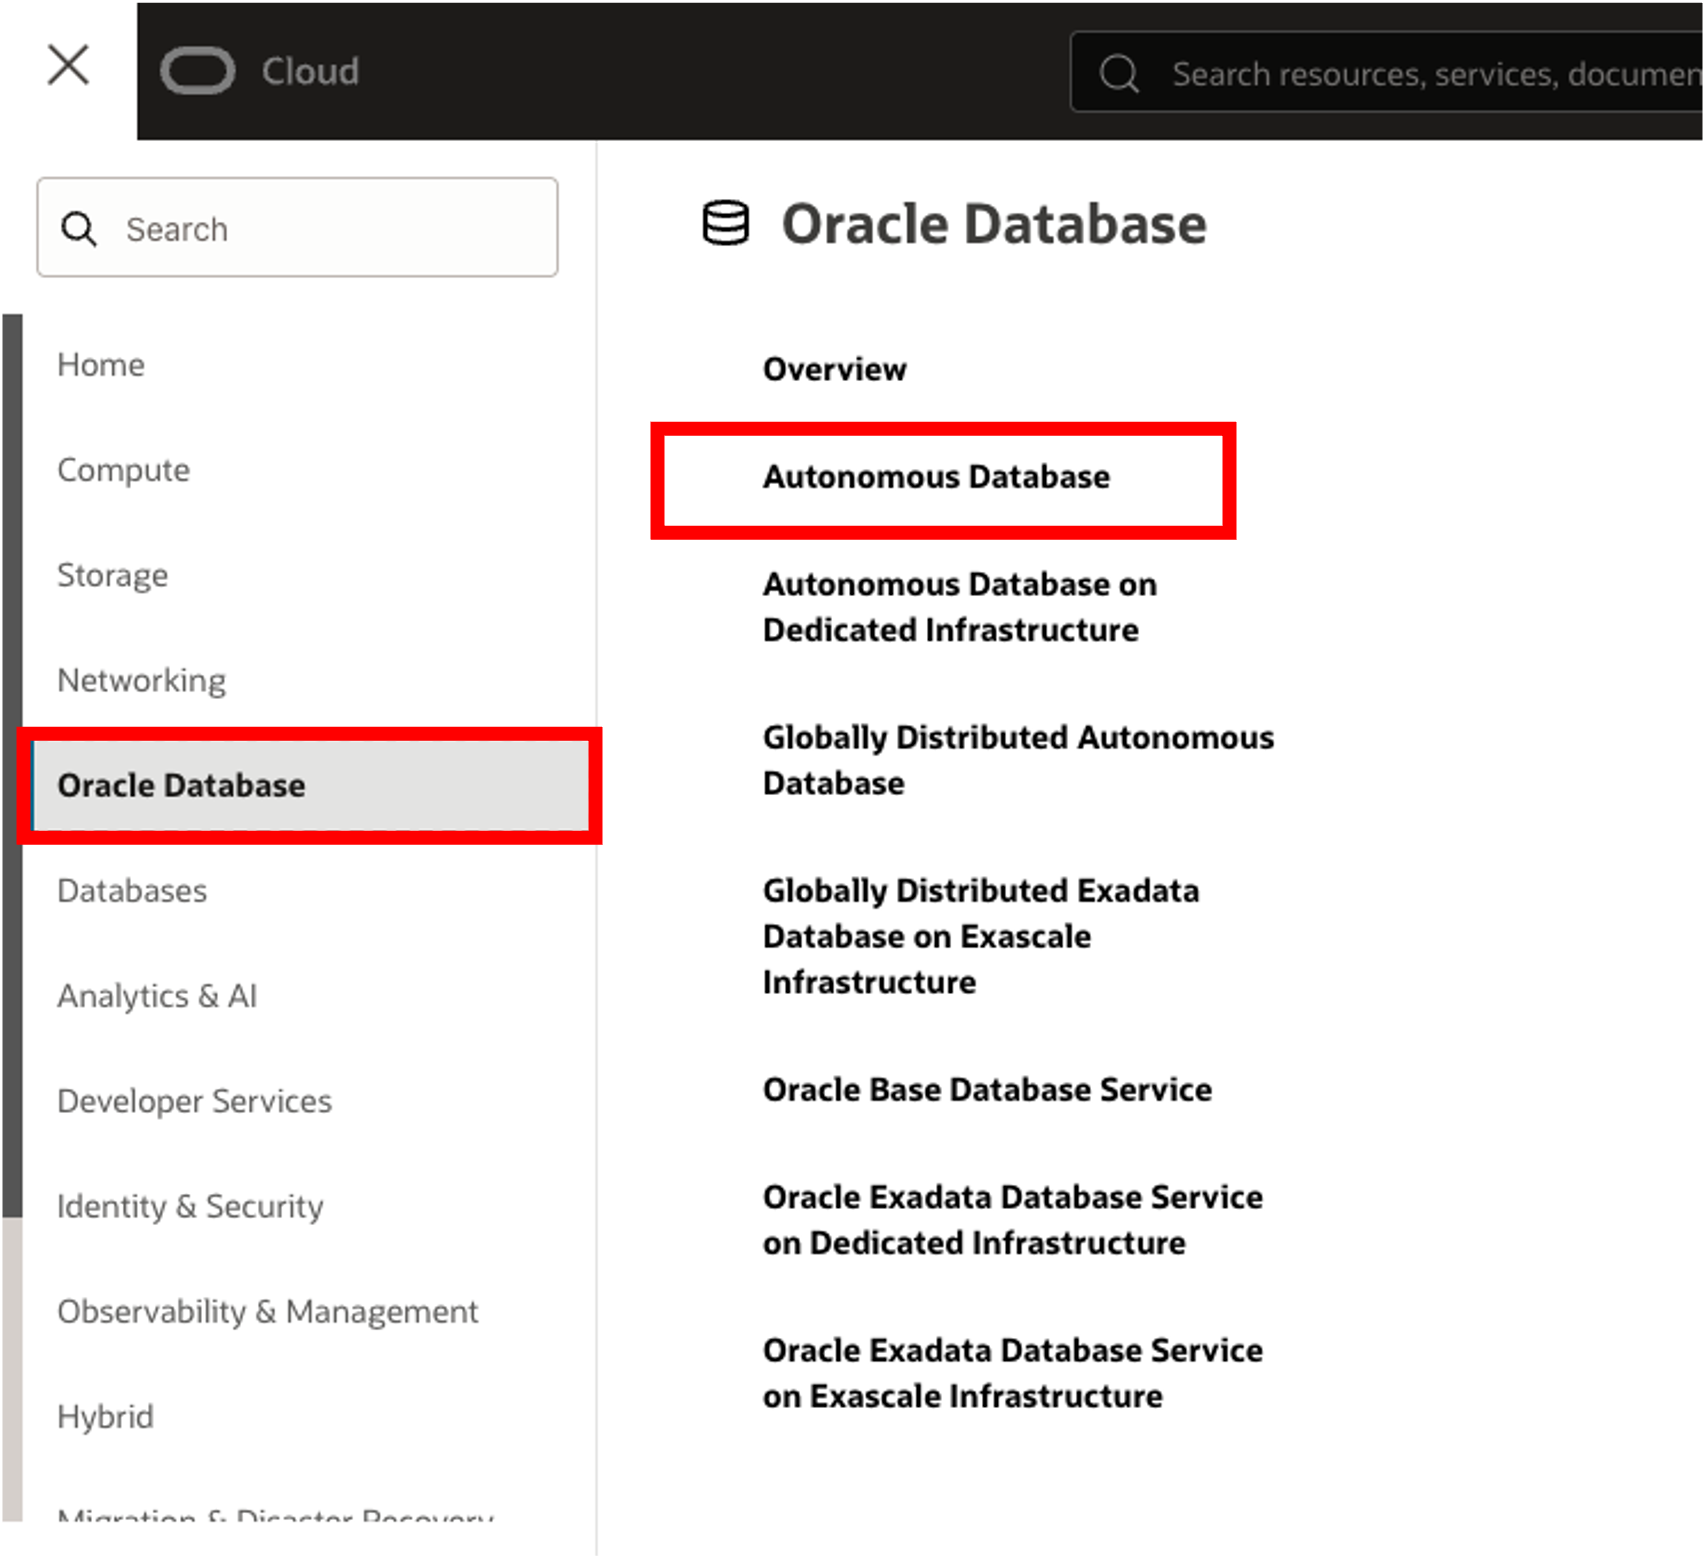 Cloud
Search resources, services, documen
Search
Home
Compute
Storage
Networking
Oracle Database
Databases
Analytics & AI
Developer Services
Identity & Security
Observability & Management
Hybrid
Migration & Disaster Recovery
Oracle Database
Overview
Autonomous Database
Autonomous Database on
Dedicated Infrastructure
Globally Distributed Autonomous
Database
Globally Distributed Exadata
Database on Exascale
Infrastructure
Oracle Base Database Service
Oracle Exadata Database Service
on Dedicated Infrastructure
Oracle Exadata Database Service
on Exascale Infrastructure